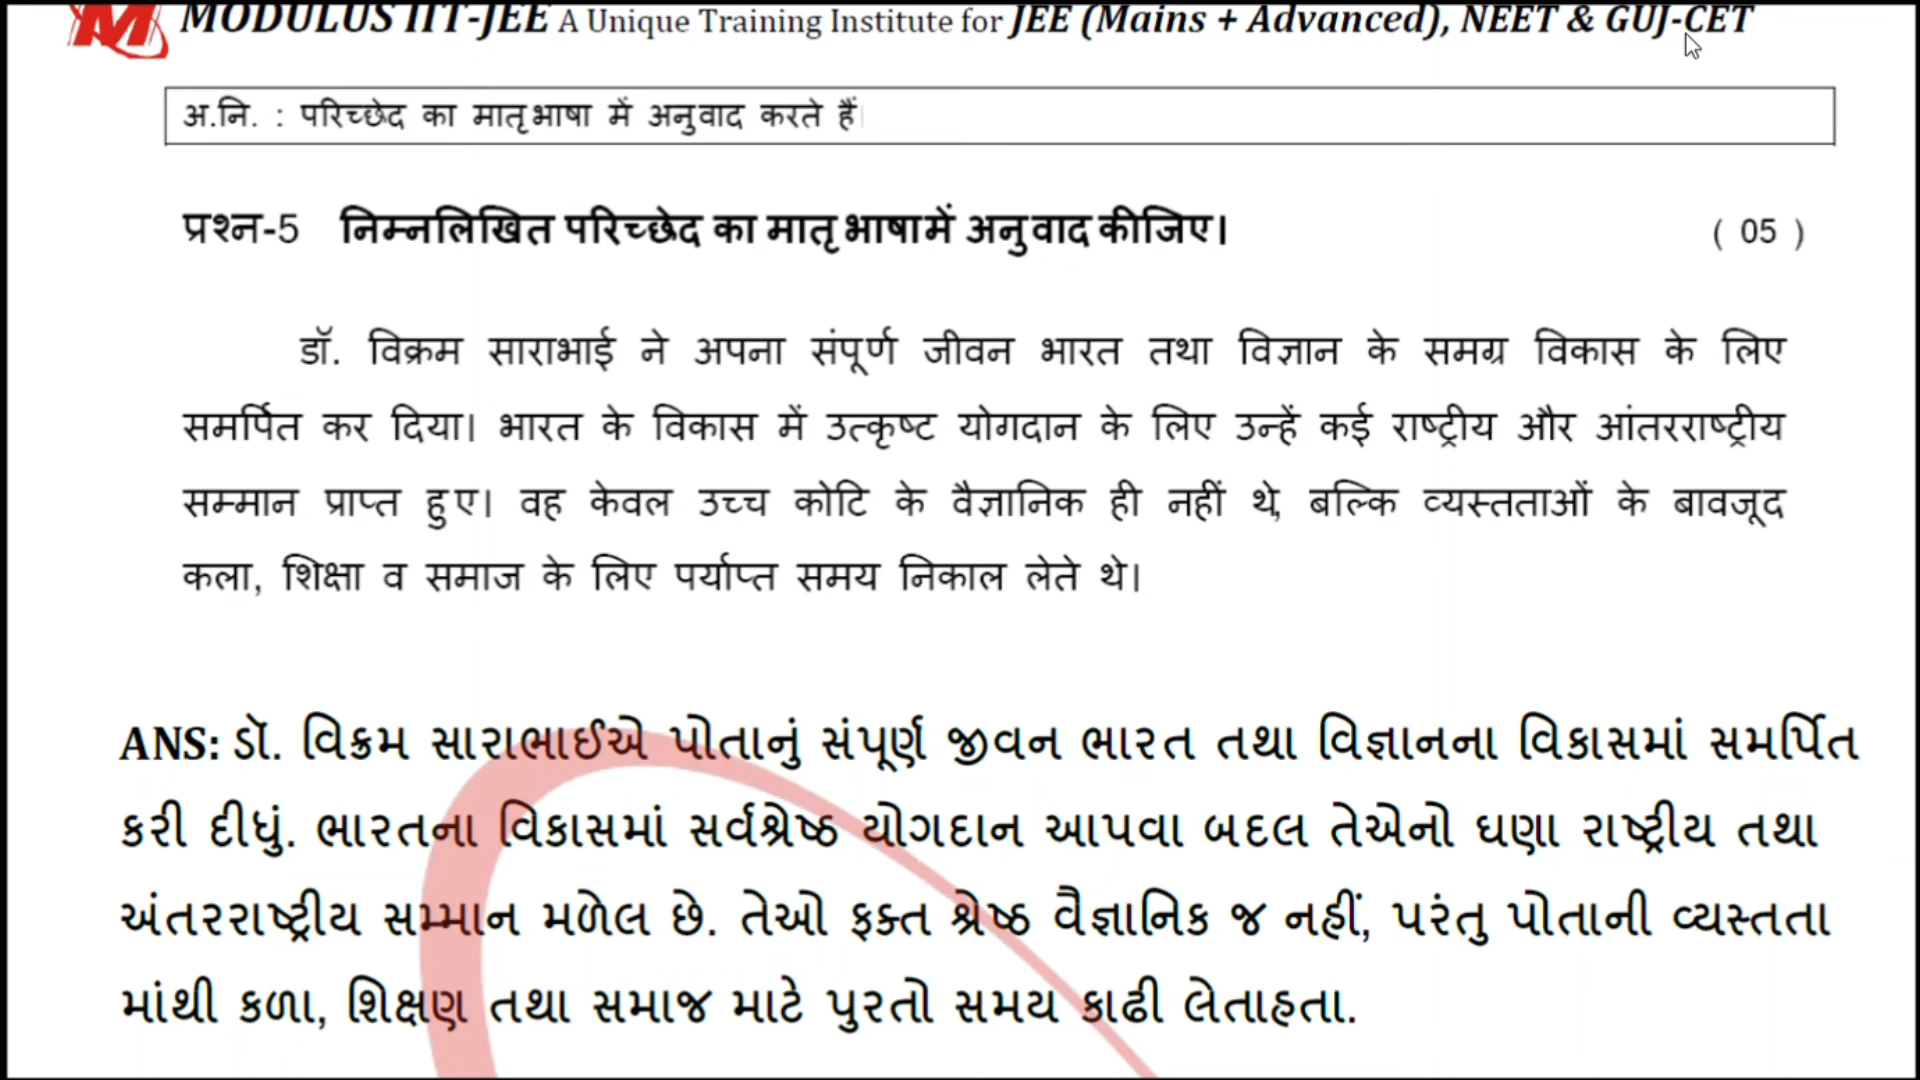 MODULUS IIT-JEE A Unique Training Institute for JEE (Mains + Advanced), NEET & GUJ-CET
अ.नि. : परिच्छेद का मातृभाषा में अनुवाद करते हैं।
प्रश्न-5 निम्नलिखित परिच्छेद का मातृभाषामें अनुवाद कीजिए। ( 05 )
डॉ. विक्रम साराभाई ने अपना संपूर्ण जीवन भारत तथा विज्ञान के समग्र विकास के लिए
समर्पित कर दिया। भारत के विकास में उत्कृष्ट योगदान के लिए उन्हें कई राष्ट्रीय और आंतरराष्ट्रीय
सम्मान प्राप्त हुए। वह केवल उच्च कोटि के वैज्ञानिक ही नहीं थे, बल्कि व्यस्तताओं के बावजूद
कला, शिक्षा व समाज के लिए पर्याप्त समय निकाल लेते थे।
ANS: ડૉ. વિક્રમ સારાભાઈએ પોતાનું સંપૂર્ણ જીવન ભારત તથા વિજ્ઞાનના વિકાસમાં સમર્પિત
કરી દીધું. ભારતના વિકાસમાં સર્વશ્રેષ્ઠ યોગદાન આપવા બદલ તેએનો ઘણા રાષ્ટ્રીય તથા
અંતરરાષ્ટ્રીય સમ્માન મળેલ છે. તેઓ ફક્ત શ્રેષ્ઠ વૈજ્ઞાનિક જ નહીં, પરંતુ પોતાની વ્યસ્તતા
માંથી કળા, શિક્ષણ તથા સમાજ માટે પુરતો સમય કાઢી લેતાહતા.